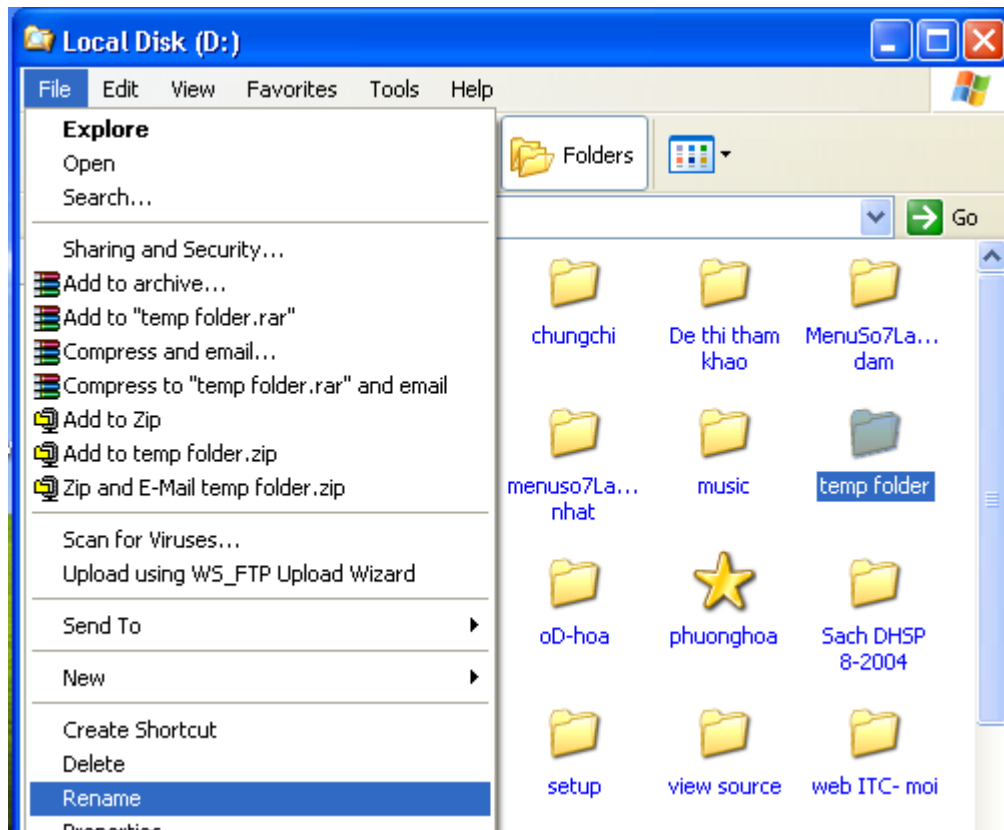 Local Disk (D:)
File Edit View Favorites Tools Help
Explore
Open
Search...
Sharing and Security...
Add to archive...
Add to "temp folder.rar"
Compress and email...
Compress to "temp folder.rar" and email
Add to Zip
Add to temp folder.zip
Zip and E-Mail temp folder.zip
Scan for Viruses...
Upload using WS_FTP Upload Wizard
Send To
New
Create Shortcut
Delete
Rename
Properties
Folders
Go
chungchi
De thi tham
khao
MenuSo7La...
dam
menuso7La...
nhat
music
temp folder
oD-hoa
phuonghoa
Sach DHSP
8-2004
setup
view source
web ITC- moi